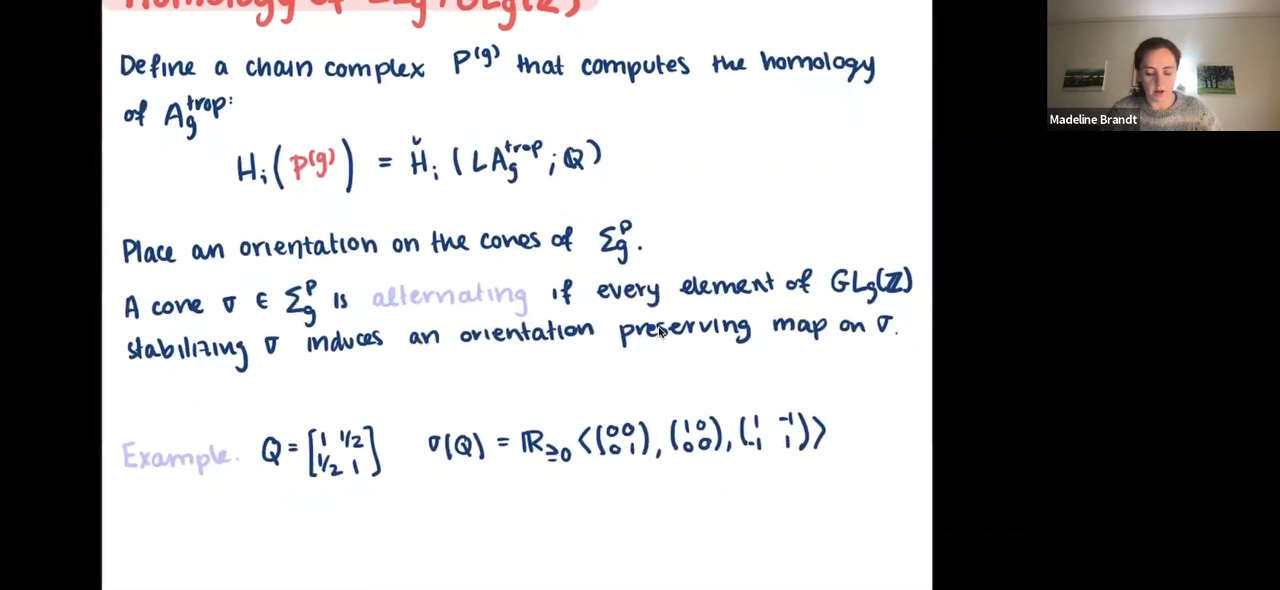 Define a chain complex P^(g) that computes the homology
of A_g^trop:
H_i(P^(g)) = Ȟ_i(LA_g^trop; ℚ)
Place an orientation on the cones of Σ_g^P.
A cone σ ∈ Σ_g^P is alternating if every element of GL_g(ℤ)
stabilizing σ induces an orientation preserving map on σ.
Example. Q = [1 1/2; 1/2 1] σ(Q) = ℝ_≥0 ⟨(0 0; 0 1), (1 0; 0 0), (1 -1; -1 1)⟩
Madeline Brandt